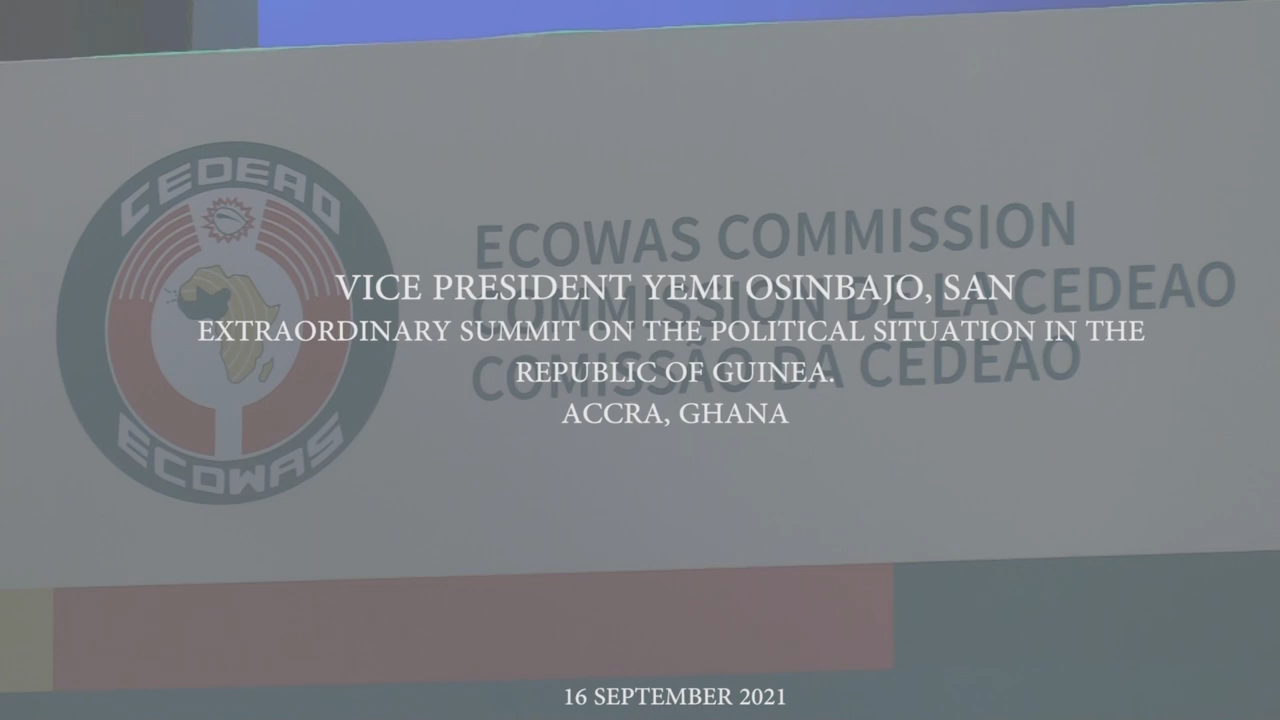 CEDEAO
ECOWAS
ECOWAS COMMISSION
COMMISSION DE LA CEDEAO
COMISSÃO DA CEDEAO
VICE PRESIDENT YEMI OSINBAJO, SAN
EXTRAORDINARY SUMMIT ON THE POLITICAL SITUATION IN THE
REPUBLIC OF GUINEA.
ACCRA, GHANA
16 SEPTEMBER 2021